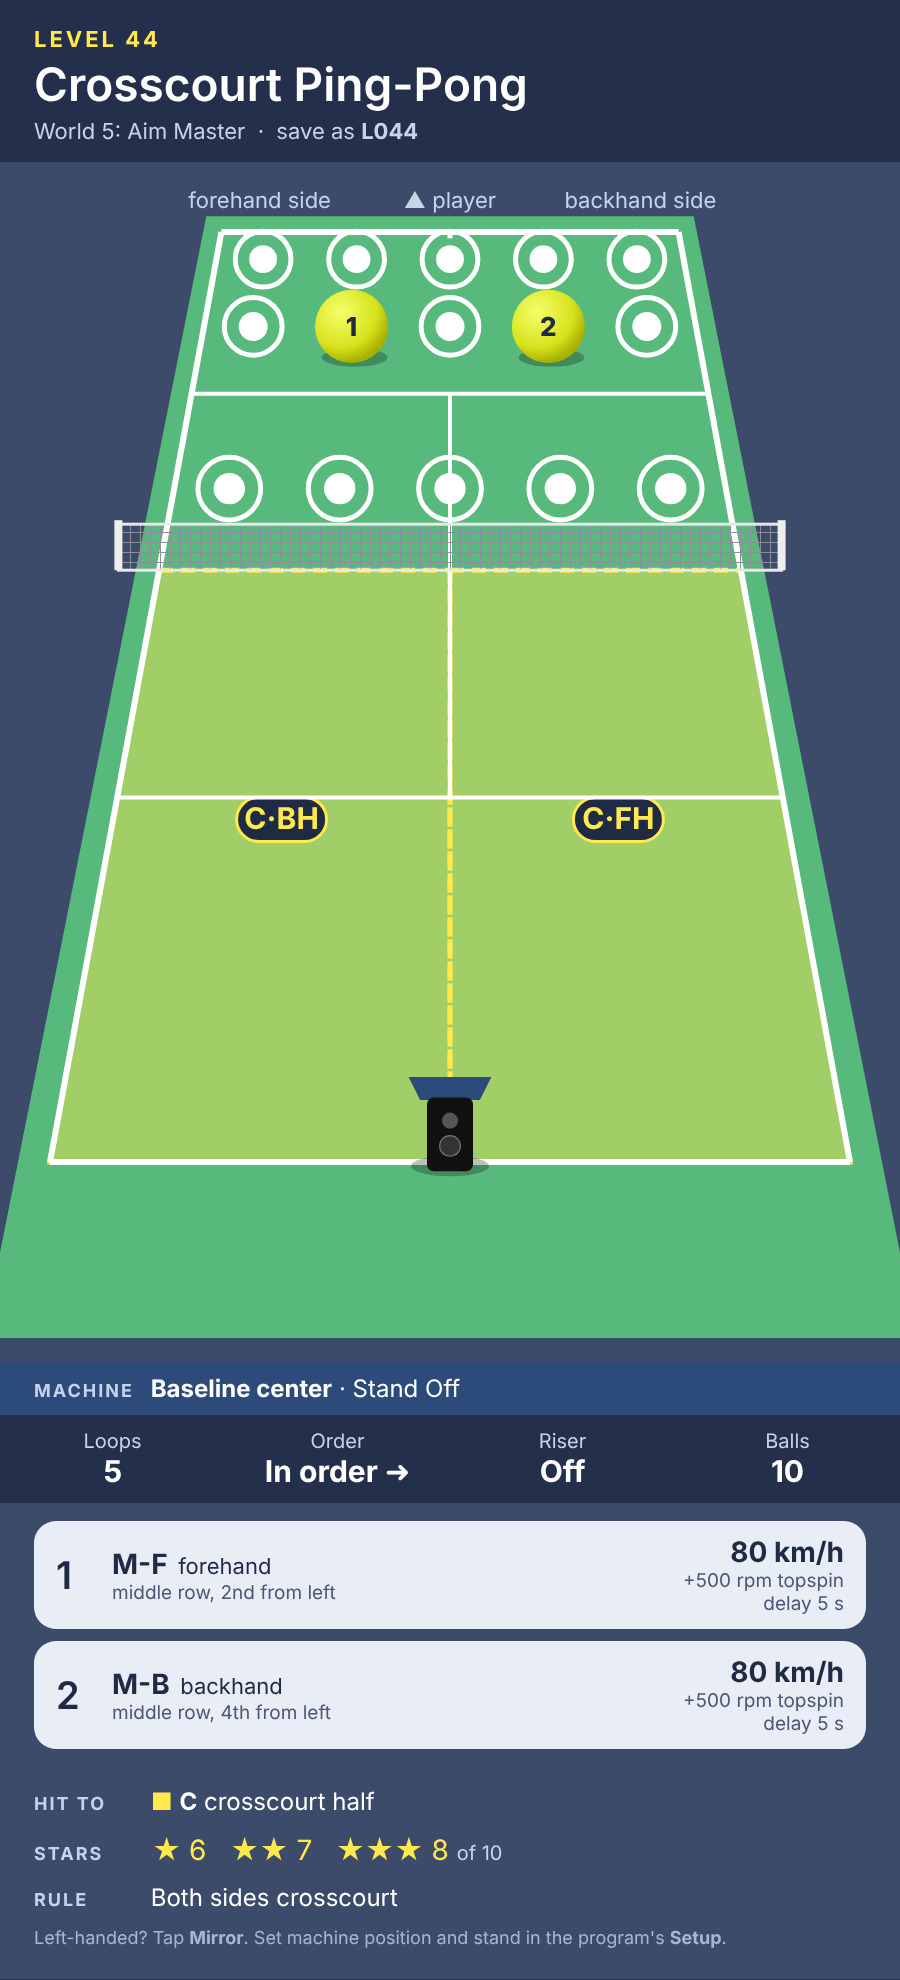 LEVEL 44
Crosscourt Ping-Pong
World 5: Aim Master · save as L044
forehand side ▲ player backhand side
1 2
C·BH C·FH
MACHINE Baseline center · Stand Off
Loops Order Riser Balls
5 In order → Off 10
1 M-F forehand 80 km/h
middle row, 2nd from left +500 rpm topspin
delay 5 s
2 M-B backhand 80 km/h
middle row, 4th from left +500 rpm topspin
delay 5 s
HIT TO C crosscourt half
STARS ★ 6 ★★ 7 ★★★ 8 of 10
RULE Both sides crosscourt
Left-handed? Tap Mirror. Set machine position and stand in the program's Setup.